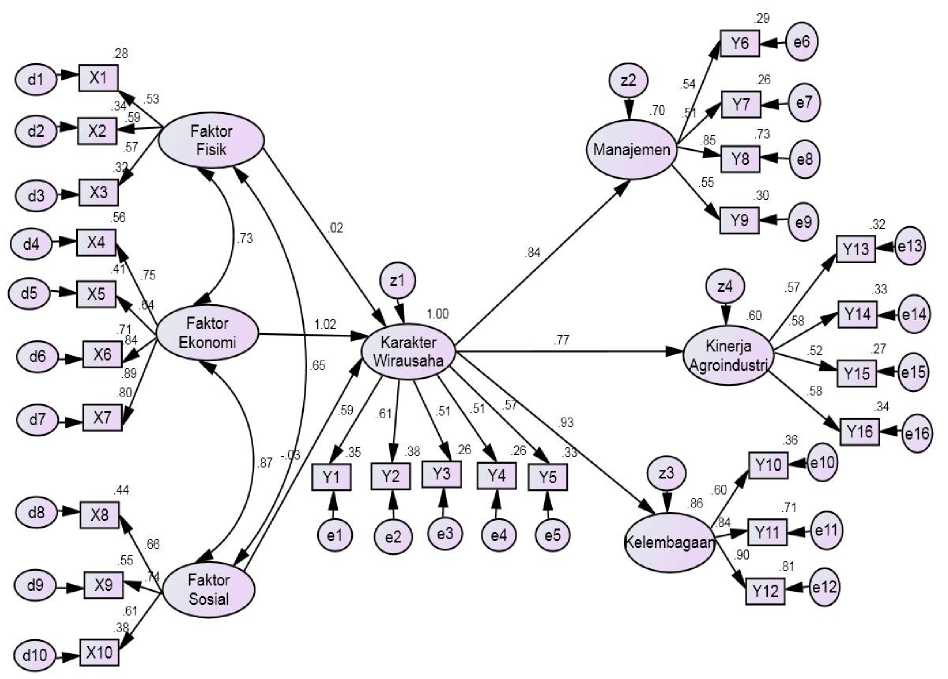 .28
d1 X1
.53
.34
d2 X2 .59
.57
.32
d3 X3
Faktor
Fisik
.56
d4 X4
.75
.41
d5 X5
.64
.71
d6 X6 .84
.89
.80
d7 X7
Faktor
Ekonomi
.44
d8 X8
.66
.55
d9 X9 .74
.61
.38
d10 X10
Faktor
Sosial
.73
.65
.87
.02
1.02
-.03
z1
1.00
Karakter
Wirausaha
.59 .61 .51 .51 .57
.35 .38 .26 .26 .33
Y1 Y2 Y3 Y4 Y5
e1 e2 e3 e4 e5
.84
.77
.93
z2
.70
Manajemen
.29
Y6 e6
.54
.26
Y7 e7
.51
.73
.85 Y8 e8
.55
.30
Y9 e9
z4
.60
Kinerja
Agroindustri
.32
Y13 e13
.57
.33
Y14 e14
.58
.27
.52 Y15 e15
.58
.34
Y16 e16
z3
.86
Kelembagaan
.36
Y10 e10
.60
.71
.84 Y11 e11
.90
.81
Y12 e12